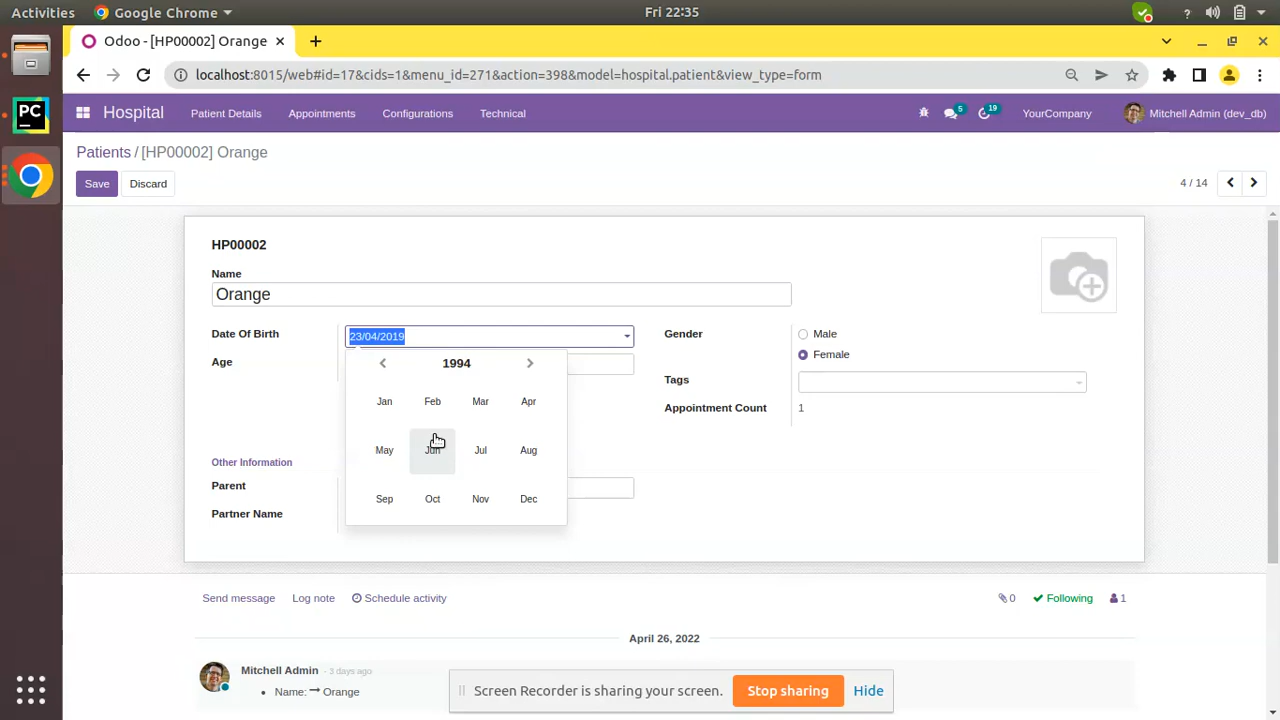 Activities Google Chrome Fri 22:35
Odoo - [HP00002] Orange
localhost:8015/web#id=17&cids=1&menu_id=271&action=398&model=hospital.patient&view_type=form
Hospital Patient Details Appointments Configurations Technical 5 19 YourCompany Mitchell Admin (dev_db)
Patients / [HP00002] Orange
Save Discard 4 / 14
HP00002
Name
Orange
Date Of Birth 23/04/2019 Gender Male
Age 1994 Female
Jan Feb Mar Apr Tags
Appointment Count 1
May Jun Jul Aug
Other Information
Parent
Sep Oct Nov Dec
Partner Name
Send message Log note Schedule activity 0 Following 1
April 26, 2022
Mitchell Admin - 3 days ago
Name: Orange
Screen Recorder is sharing your screen. Stop sharing Hide
PC